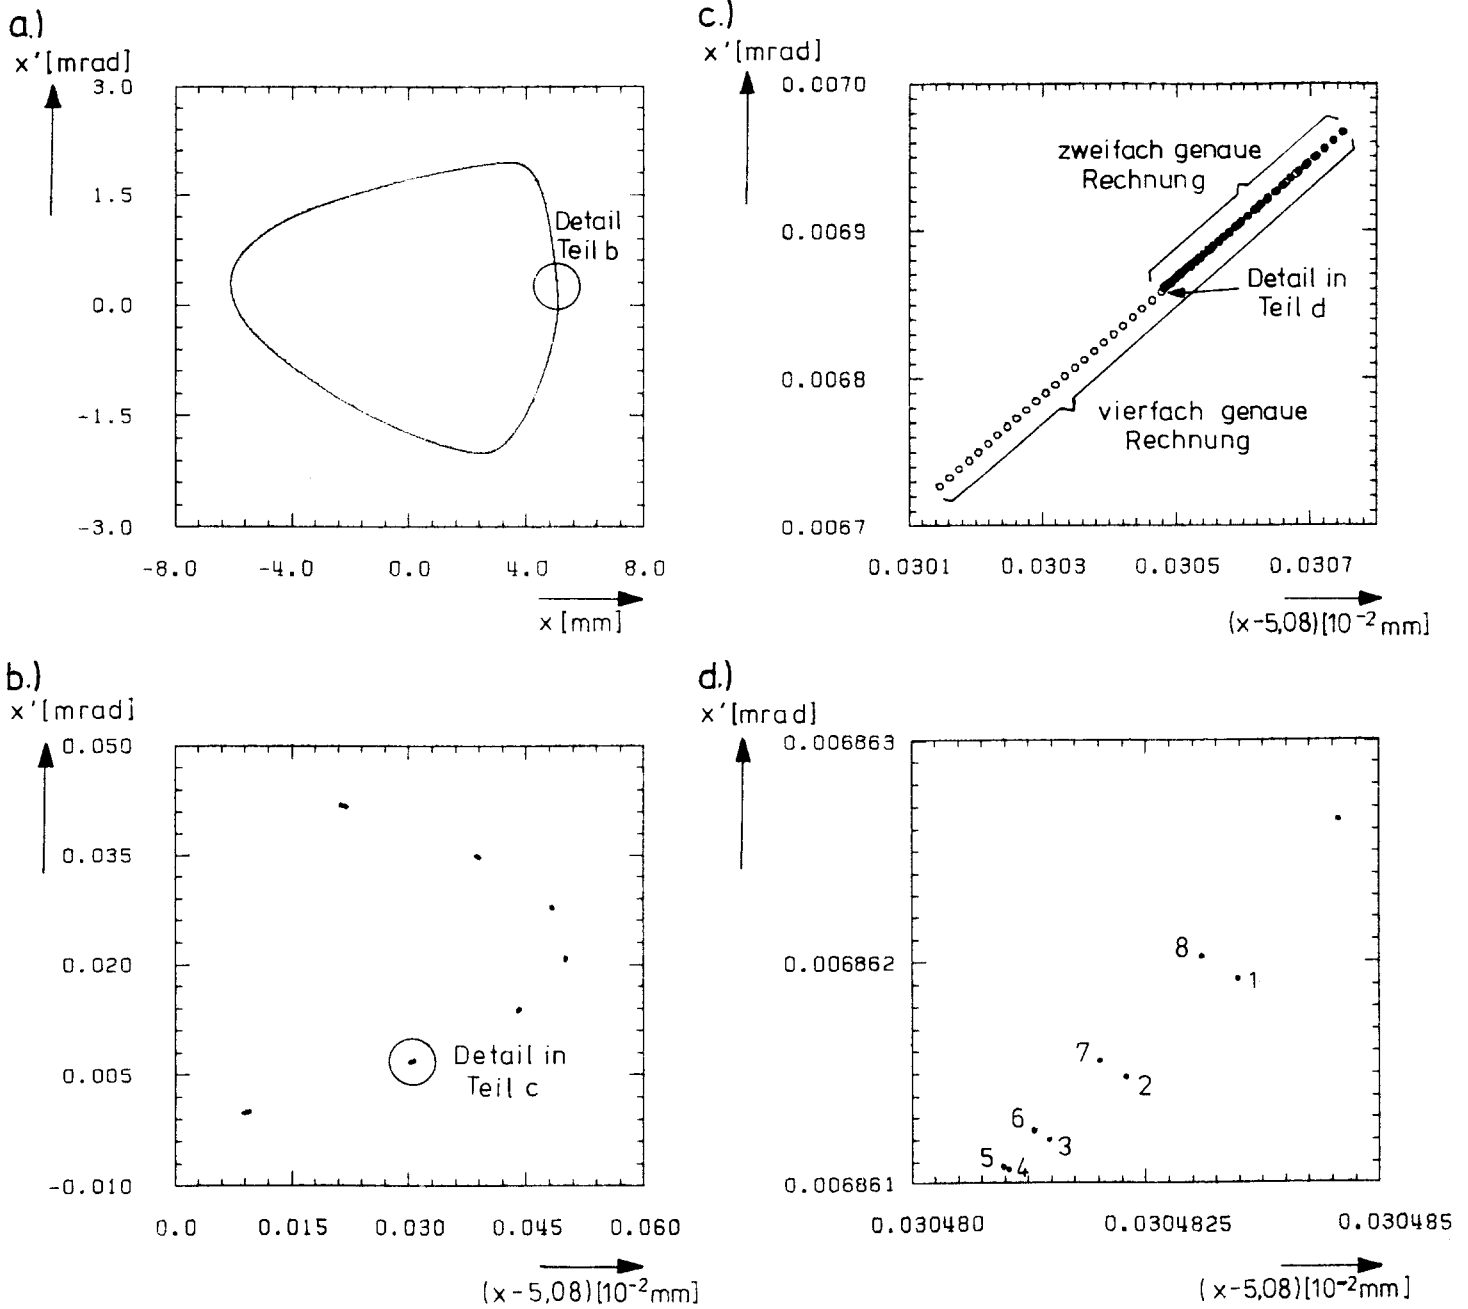 a.)
x'[mrad]
3.0
1.5
0.0
-1.5
-3.0
-8.0 -4.0 0.0 4.0 8.0
x [mm]
Detail
Teil b
c.)
x'[mrad]
0.0070
0.0069
0.0068
0.0067
0.0301 0.0303 0.0305 0.0307
(x-5,08)[10⁻²mm]
zweifach genaue
Rechnung
Detail in
Teil d
vierfach genaue
Rechnung
b.)
x'[mrad]
0.050
0.035
0.020
0.005
-0.010
0.0 0.015 0.030 0.045 0.060
(x-5,08)[10⁻²mm]
Detail in
Teil c
d.)
x'[mrad]
0.006863
0.006862
0.006861
0.030480 0.0304825 0.030485
(x-5,08)[10⁻²mm]
8
1
7
2
6
3
5
4